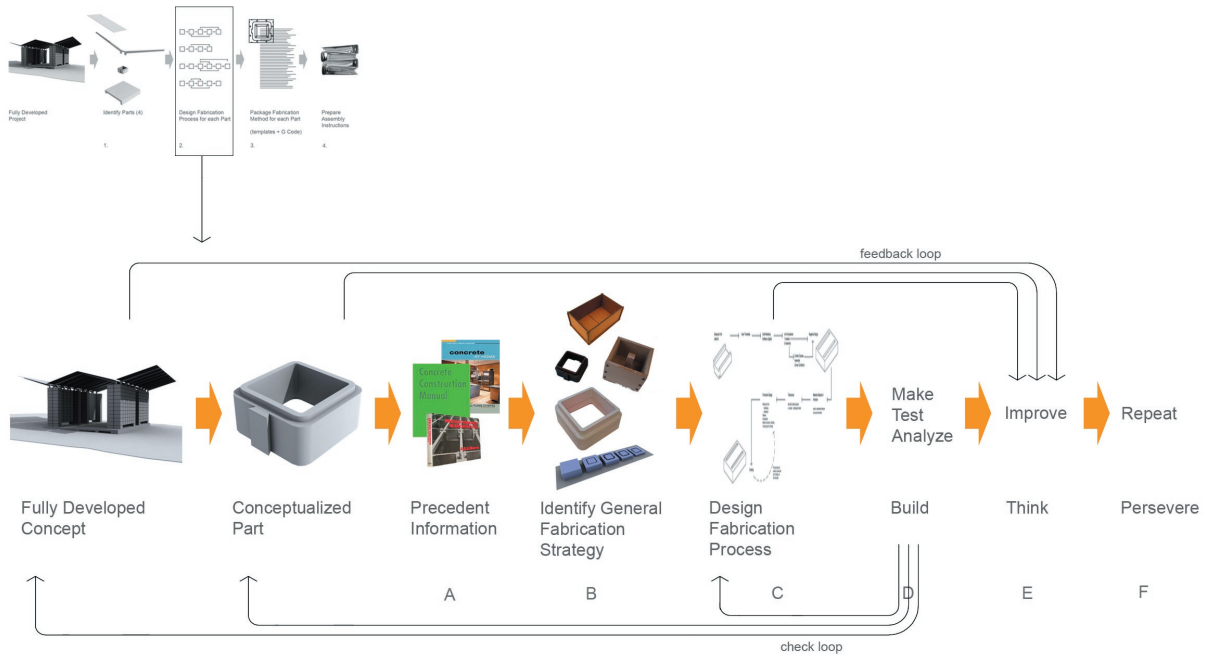 Fully Developed
Project
Identify Parts (4)
Design Fabrication
Process for each Part
Package Fabrication
Method for each Part
(templates + G Code)
Prepare
Assembly
Instructions
1.
2.
3.
4.
feedback loop
concrete
Concrete
Construction
Manual
Make
Test
Analyze
Improve
Repeat
Fully Developed
Concept
Conceptualized
Part
Precedent
Information
Identify General
Fabrication
Strategy
Design
Fabrication
Process
Build
Think
Persevere
A
B
C
D
E
F
check loop